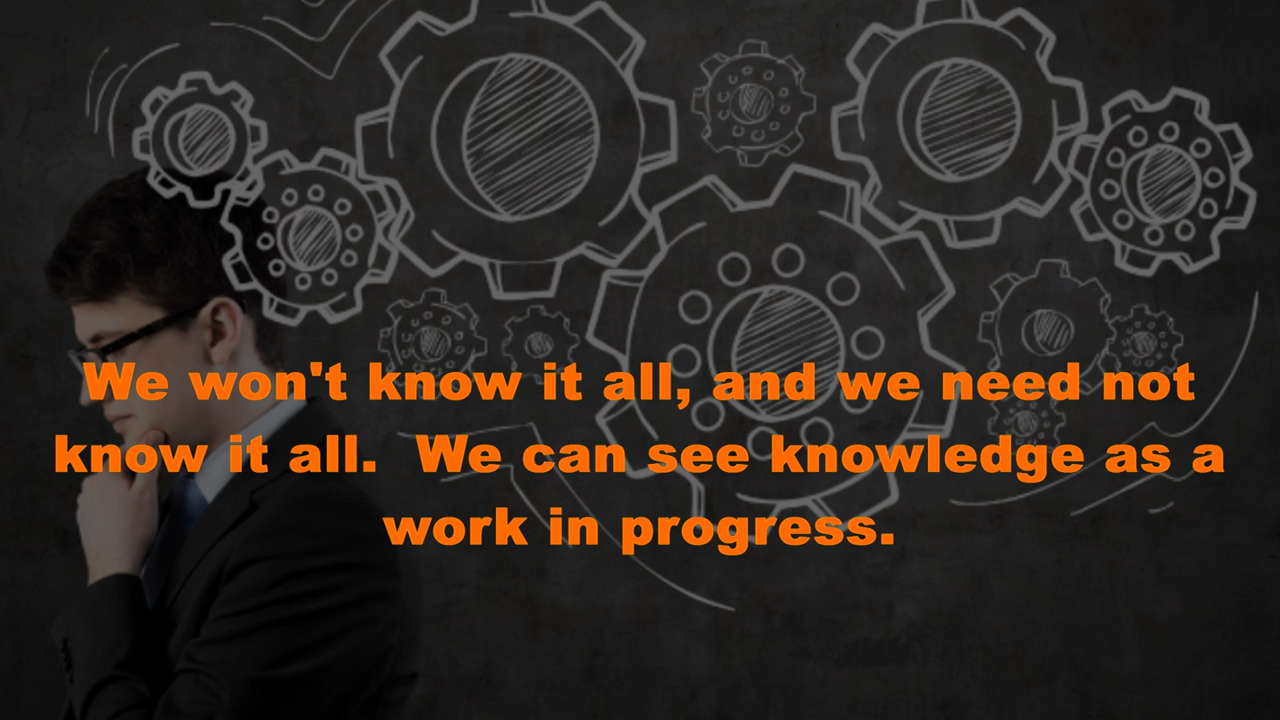 We won't know it all, and we need not
know it all.  We can see knowledge as a
work in progress.